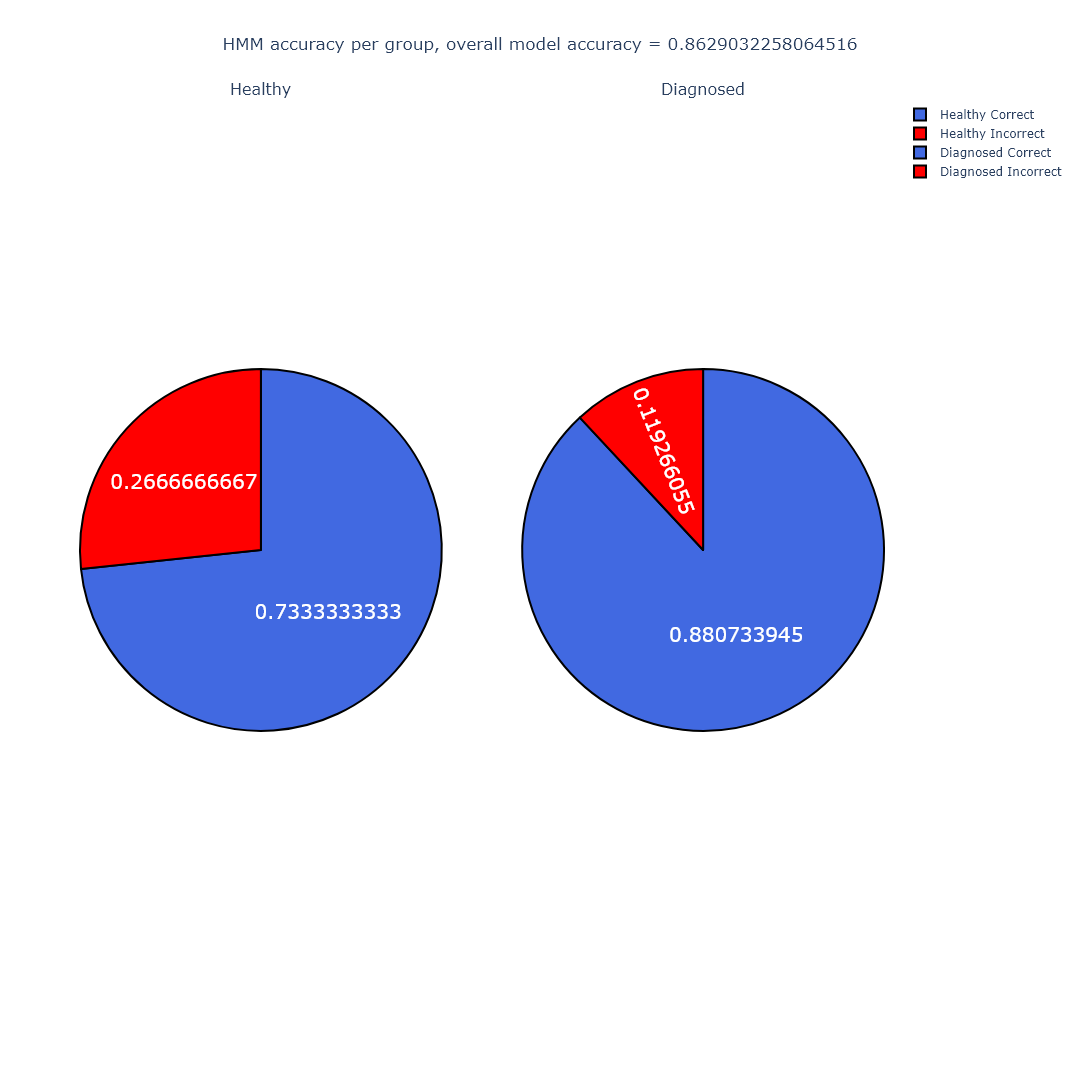 HMM accuracy per group, overall model accuracy = 0.8629032258064516
Healthy
Diagnosed
Healthy Correct
Healthy Incorrect
Diagnosed Correct
Diagnosed Incorrect
0.2666666667
0.7333333333
0.119266055
0.880733945